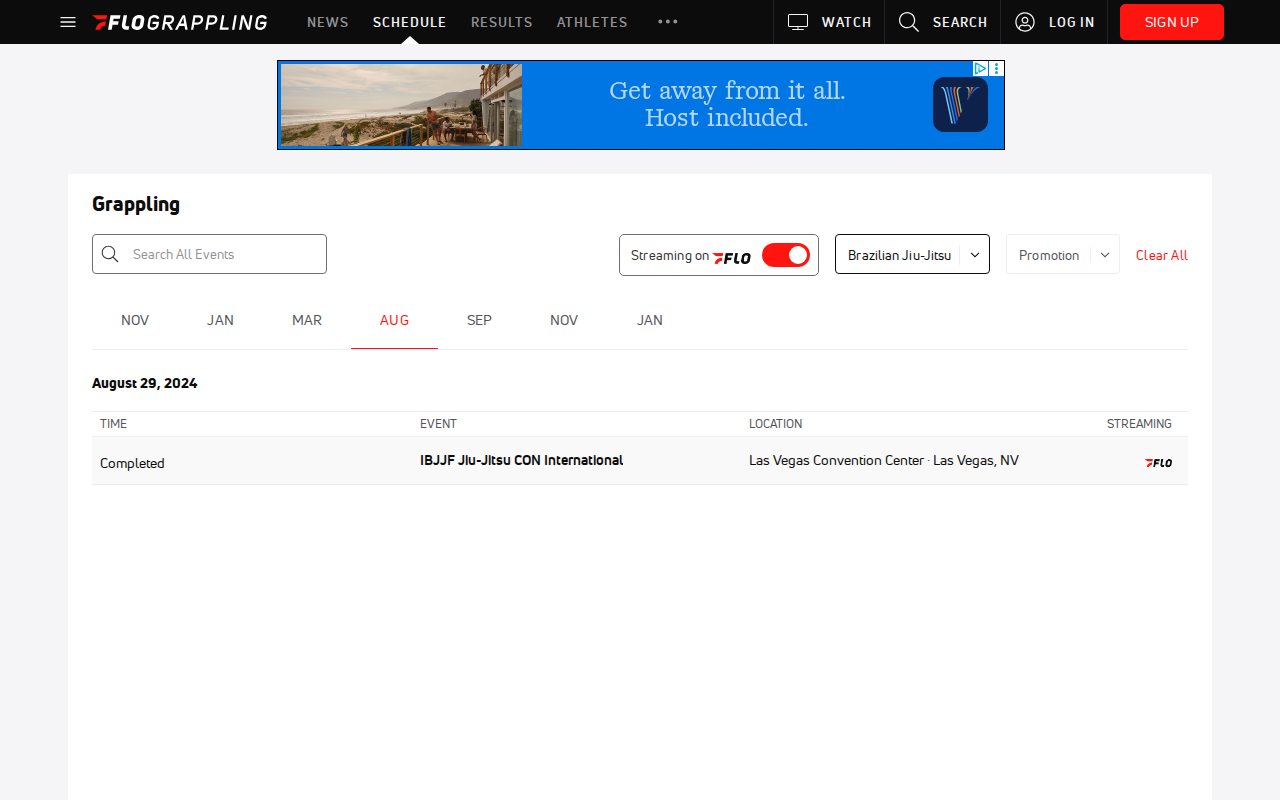 FLOGRAPPLING NEWS SCHEDULE RESULTS ATHLETES WATCH SEARCH LOG IN SIGN UP
Get away from it all.
Host included.
Grappling
Search All Events Streaming on FLO Brazilian Jiu-Jitsu Promotion Clear All
NOV JAN MAR AUG SEP NOV JAN
August 29, 2024
TIME EVENT LOCATION STREAMING
Completed IBJJF Jiu-Jitsu CON International Las Vegas Convention Center · Las Vegas, NV FLO